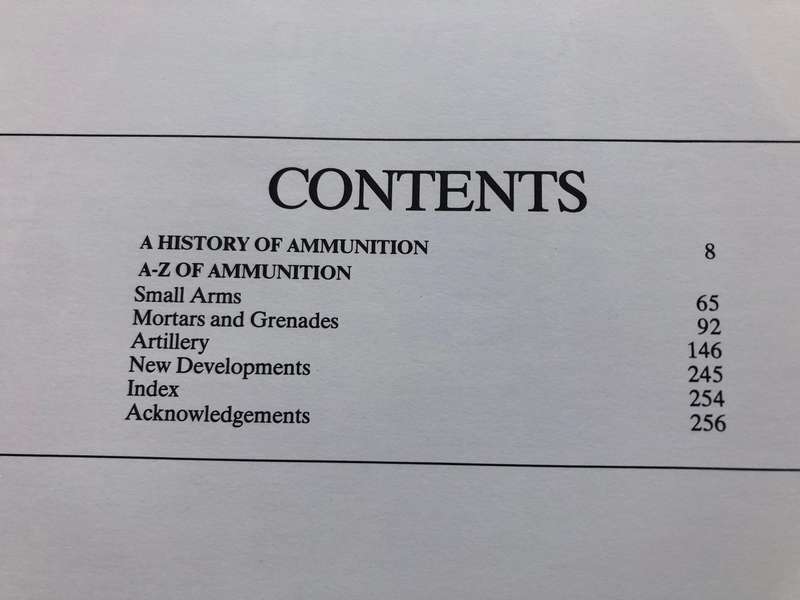 CONTENTS
A HISTORY OF AMMUNITION 8
A-Z OF AMMUNITION
Small Arms 65
Mortars and Grenades 92
Artillery 146
New Developments 245
Index 254
Acknowledgements 256